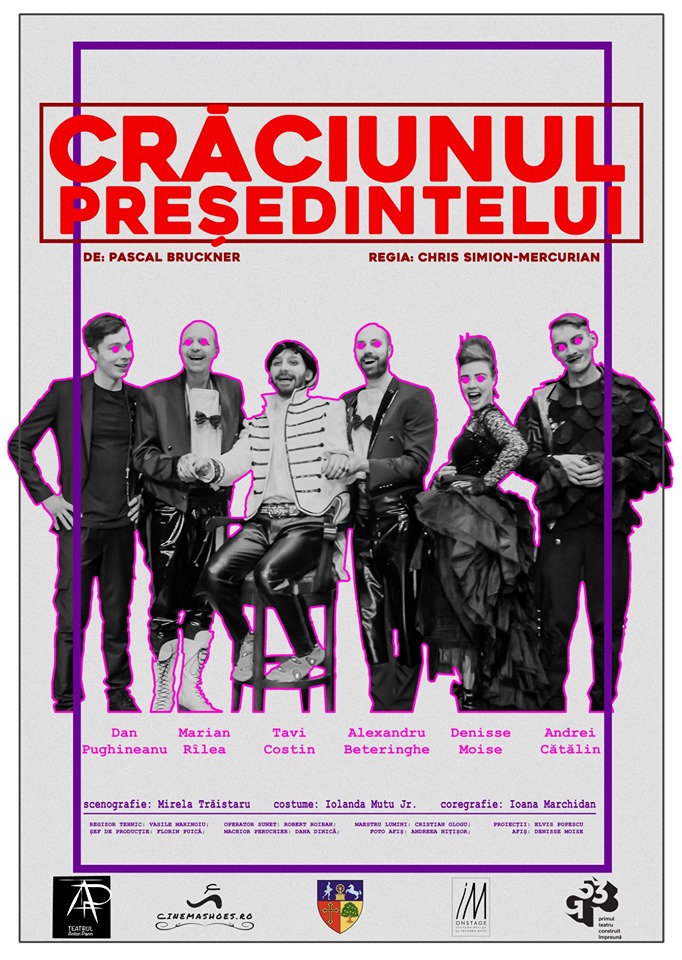 CRĂCIUNUL
PREȘEDINTELUI
DE: PASCAL BRUCKNER
REGIA: CHRIS SIMION-MERCURIAN
Dan Pughineanu
Marian Rîlea
Tavi Costin
Alexandru Beteringhe
Denisse Moise
Andrei Cătălin
scenografie: Mirela Trăistaru
costume: Iolanda Mutu Jr.
coregrafie: Ioana Marchidan
REGIZOR TEHNIC: VASILE MARINOIU;
OPERATOR SUNET: ROBERT ROIBAN;
MAESTRU LUMINI: CRISTIAN OLOGU;
PROIECȚII: ELVIS POPESCU
ȘEF DE PRODUCȚIE: FLORIN PUICĂ;
MACHIOR PERUCHIER: DANA DINICĂ;
FOTO AFIȘ: ANDREEA NIȚIȘOR;
AFIȘ: DENISSE MOISE
TEATRUL
Anton Pann
CINEMASHOES.RO
iM
ONSTAGE
primul
teatru
construit
împreună